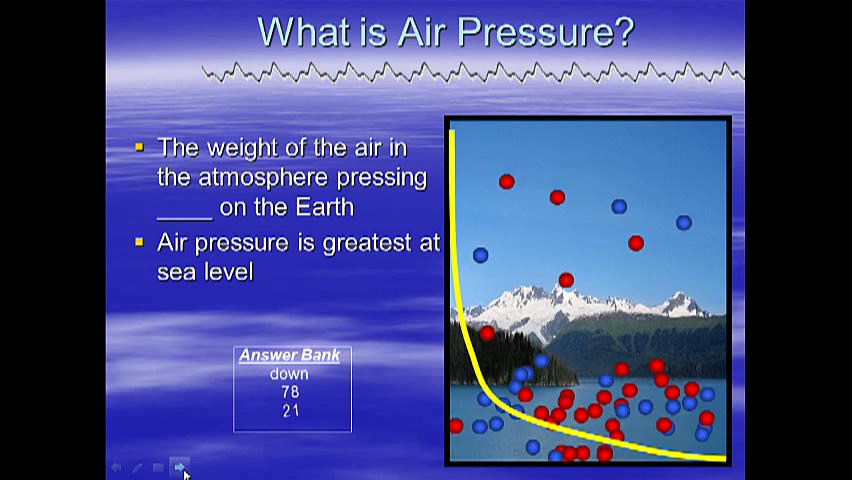 What is Air Pressure?
The weight of the air in
the atmosphere pressing
____ on the Earth
Air pressure is greatest at
sea level
Answer Bank
down
78
21